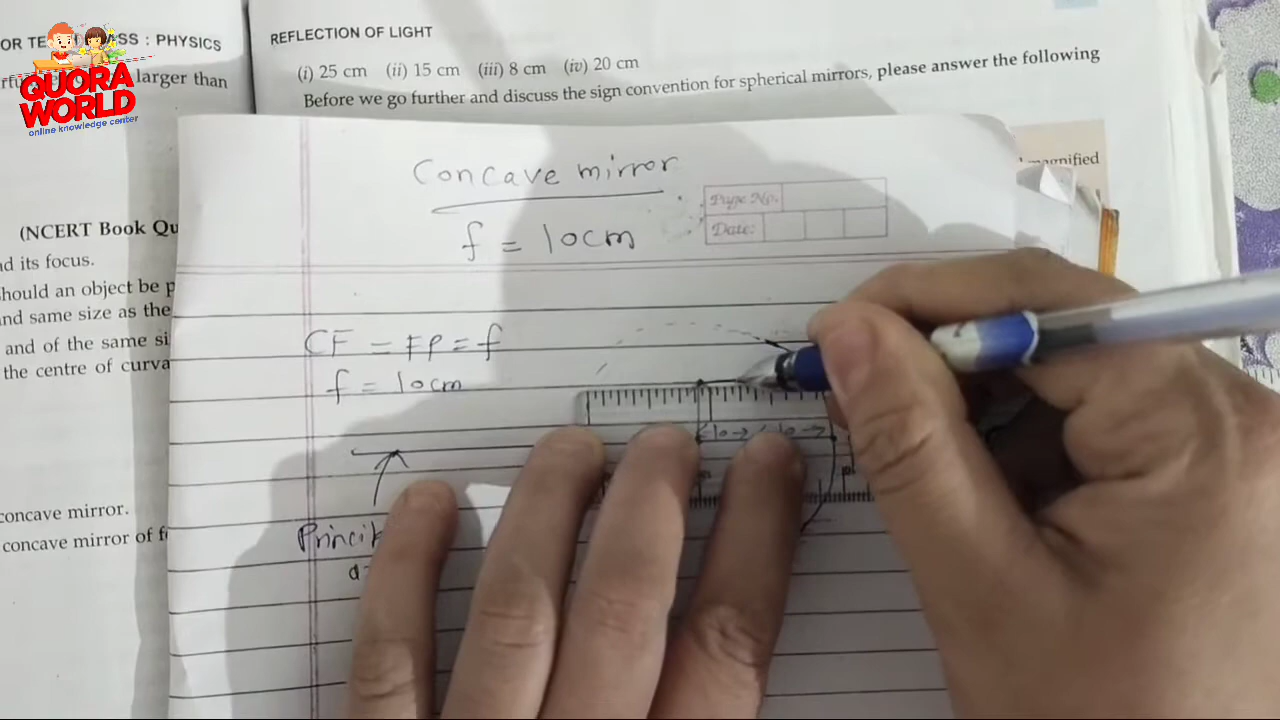 OR TE SS : PHYSICS
larger than
QUORA
WORLD
online knowledge center
REFLECTION OF LIGHT
(i) 25 cm (ii) 15 cm (iii) 8 cm (iv) 20 cm
Before we go further and discuss the sign convention for spherical mirrors, please answer the following
magnified
Concave mirror
f = 10cm
Page No.
Date:
(NCERT Book Qu
nd its focus.
hould an object be p
nd same size as the
and of the same si
the centre of curva
concave mirror.
concave mirror of f
CF = FP = f
f = 10cm
10 10
Princip